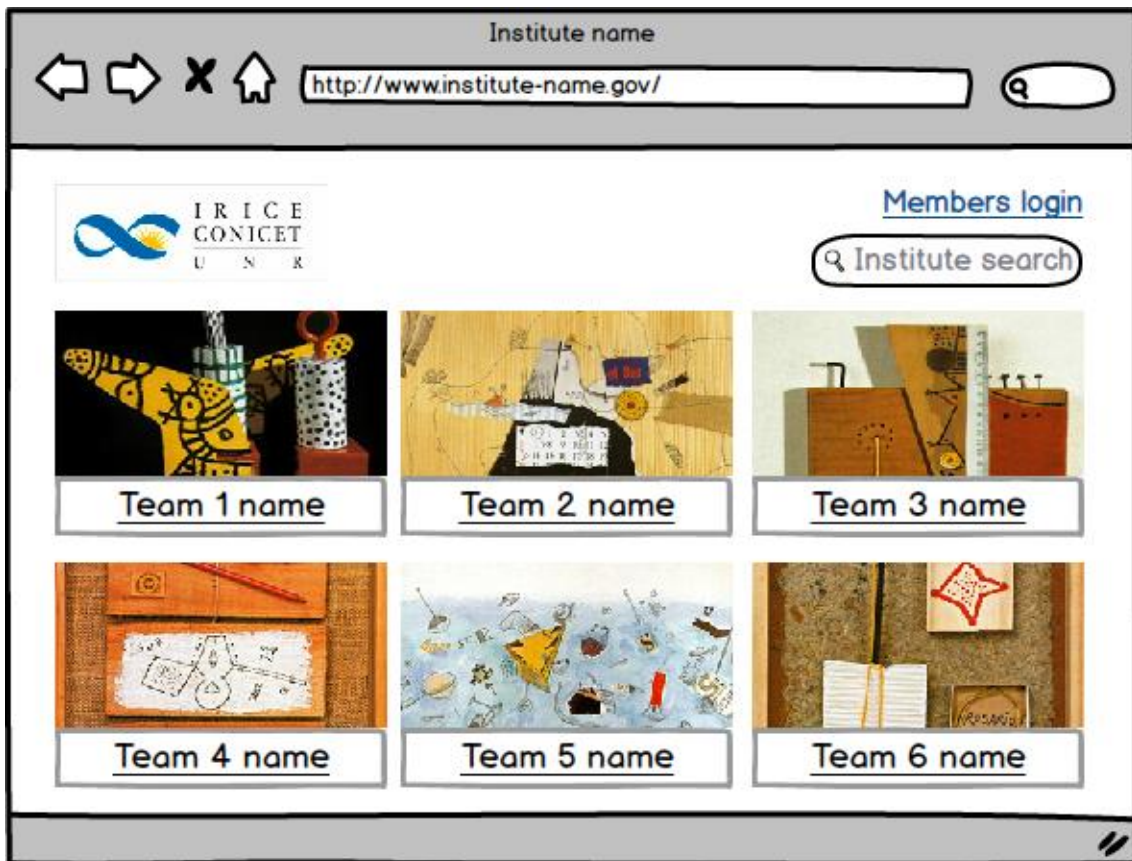 Institute name
http://www.institute-name.gov/
IRICE
CONICET
UNR
Members login
Institute search
Team 1 name
Team 2 name
Team 3 name
Team 4 name
Team 5 name
Team 6 name